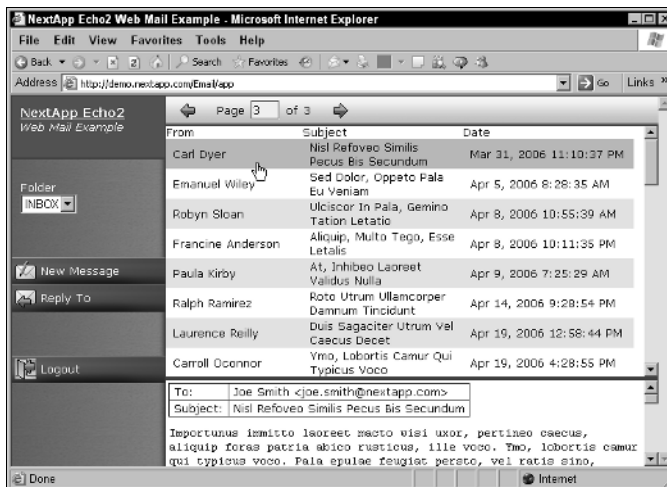 NextApp Echo2 Web Mail Example - Microsoft Internet Explorer
File Edit View Favorites Tools Help
Back Search Favorites
Address http://demo.nextapp.com/Email/app Go Links »
NextApp Echo2
Web Mail Example
Page 3 of 3
From Subject Date
Carl Dyer Nisl Refoveo Similis Pecus Bis Secundum Mar 31, 2006 11:10:37 PM
Emanuel Wiley Sed Dolor, Oppeto Pala Eu Veniam Apr 5, 2006 8:28:35 AM
Folder
INBOX
Robyn Sloan Ulciscor In Pala, Gemino Tation Letatio Apr 8, 2006 10:55:39 AM
Francine Anderson Aliquip, Multo Tego, Esse Letalis Apr 8, 2006 10:11:35 PM
New Message
Paula Kirby At, Inhibeo Laoreet Validus Nulla Apr 9, 2006 7:25:29 AM
Reply To
Ralph Ramirez Roto Utrum Ullamcorper Damnum Tincidunt Apr 14, 2006 9:28:54 PM
Laurence Reilly Duis Sagaciter Utrum Vel Caecus Decet Apr 19, 2006 12:58:44 PM
Logout
Carroll Oconnor Ymo, Lobortis Camur Qui Typicus Voco Apr 19, 2006 4:28:55 PM
To: Joe Smith <joe.smith@nextapp.com>
Subject: Nisl Refoveo Similis Pecus Bis Secundum
Importunus immitto laoreet macto wisi uxor, pertineo caecus,
aliquip foras patria abico rusticus, ille voco. Ymo, lobortis camur
qui typicus voco. Pala epulae feugiat persto, vel ratis sino,
Done Internet